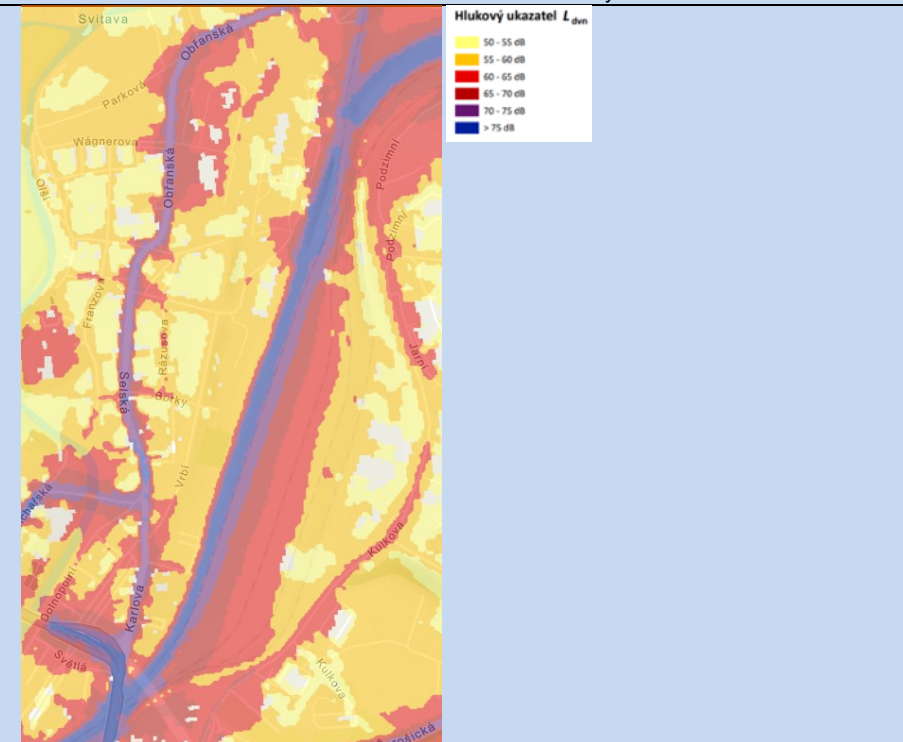 Svitava
Obřanská
Parková
Wágnerova
Podzimní
Obřanská
Olší
Podzimní
Franzova
Rázusova
Jarní
Selská
Borky
Vrbí
Kulkova
Dolnopolní
Karlova
Světlá
Kulkova
Hlukový ukazatel L dvn
50 - 55 dB
55 - 60 dB
60 - 65 dB
65 - 70 dB
70 - 75 dB
> 75 dB